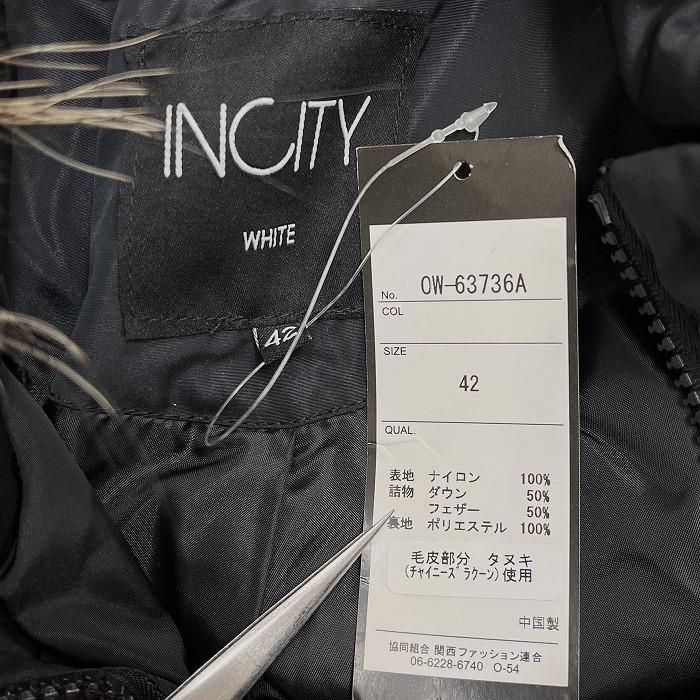 INCITY
WHITE
42
No. OW-63736A
COL
SIZE
42
QUAL.
表地 ナイロン 100%
詰物 ダウン 50%
フェザー 50%
裏地 ポリエステル 100%
毛皮部分 タヌキ
(チャイニーズラクーン)使用
中国製
協同組合 関西ファッション連合
06-6228-6740 O-54